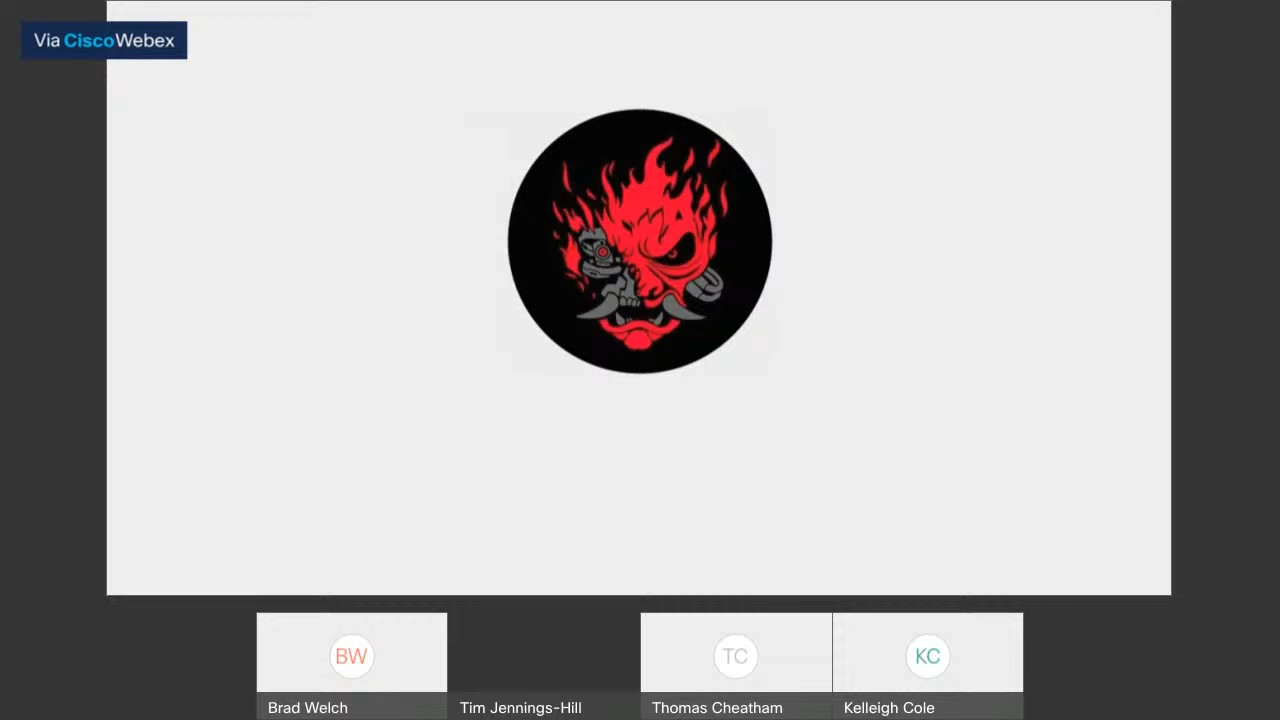 Via CiscoWebex
BW
TC
KC
Brad Welch
Tim Jennings-Hill
Thomas Cheatham
Kelleigh Cole